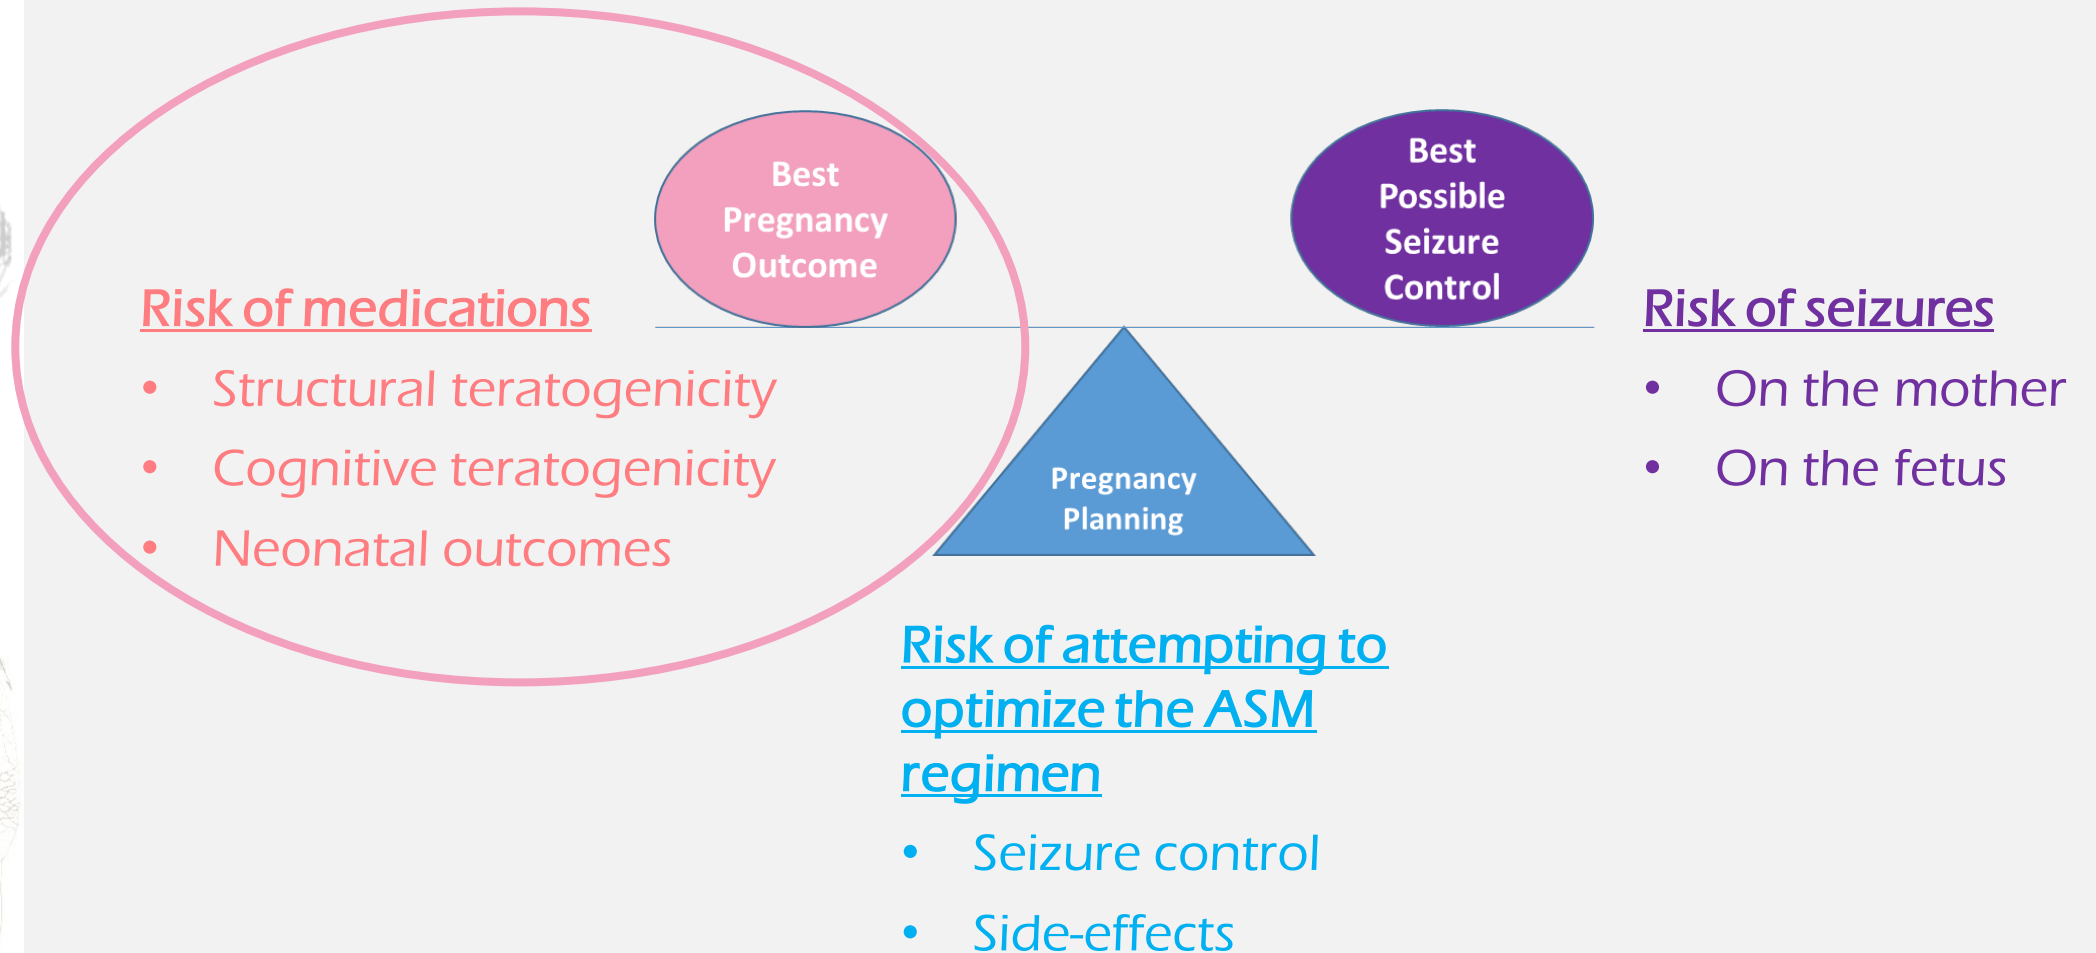 Best
Pregnancy
Outcome
Best
Possible
Seizure
Control
Risk of medications
• Structural teratogenicity
• Cognitive teratogenicity
• Neonatal outcomes
Pregnancy
Planning
Risk of seizures
• On the mother
• On the fetus
Risk of attempting to
optimize the ASM
regimen
• Seizure control
• Side-effects